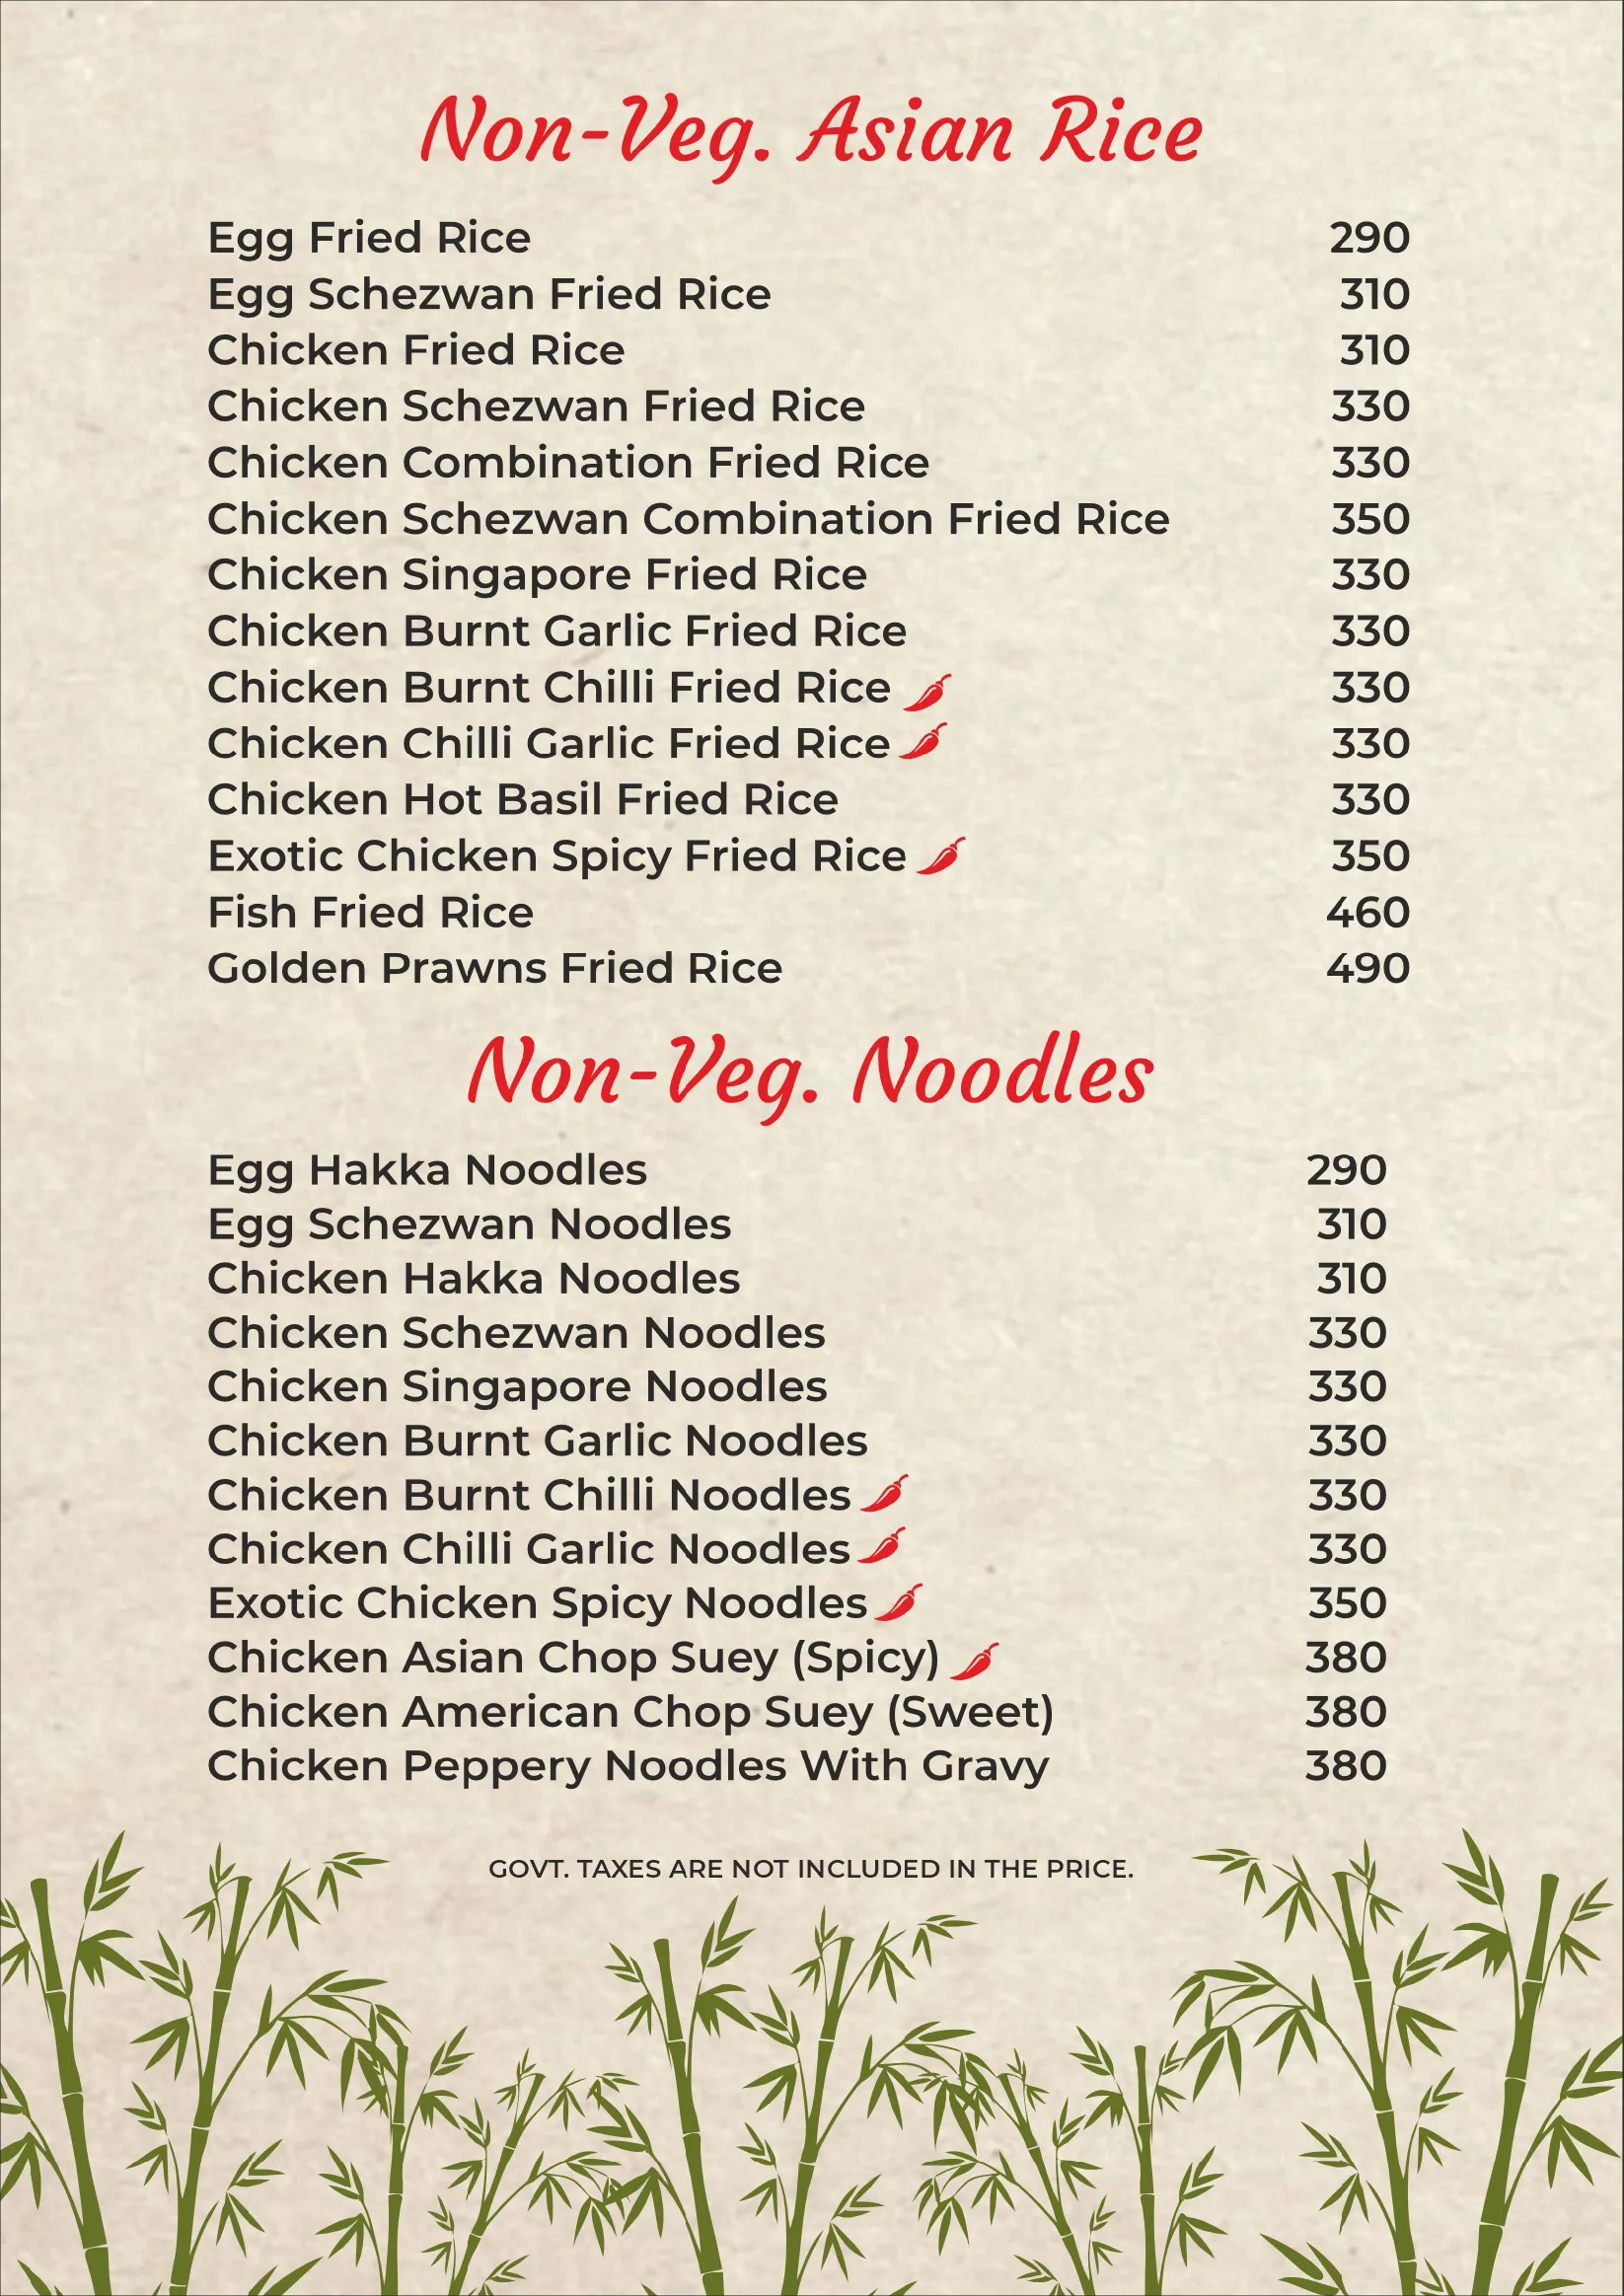 Non-Veg. Asian Rice
Egg Fried Rice 290
Egg Schezwan Fried Rice 310
Chicken Fried Rice 310
Chicken Schezwan Fried Rice 330
Chicken Combination Fried Rice 330
Chicken Schezwan Combination Fried Rice 350
Chicken Singapore Fried Rice 330
Chicken Burnt Garlic Fried Rice 330
Chicken Burnt Chilli Fried Rice 330
Chicken Chilli Garlic Fried Rice 330
Chicken Hot Basil Fried Rice 330
Exotic Chicken Spicy Fried Rice 350
Fish Fried Rice 460
Golden Prawns Fried Rice 490
Non-Veg. Noodles
Egg Hakka Noodles 290
Egg Schezwan Noodles 310
Chicken Hakka Noodles 310
Chicken Schezwan Noodles 330
Chicken Singapore Noodles 330
Chicken Burnt Garlic Noodles 330
Chicken Burnt Chilli Noodles 330
Chicken Chilli Garlic Noodles 330
Exotic Chicken Spicy Noodles 350
Chicken Asian Chop Suey (Spicy) 380
Chicken American Chop Suey (Sweet) 380
Chicken Peppery Noodles With Gravy 380
GOVT. TAXES ARE NOT INCLUDED IN THE PRICE.